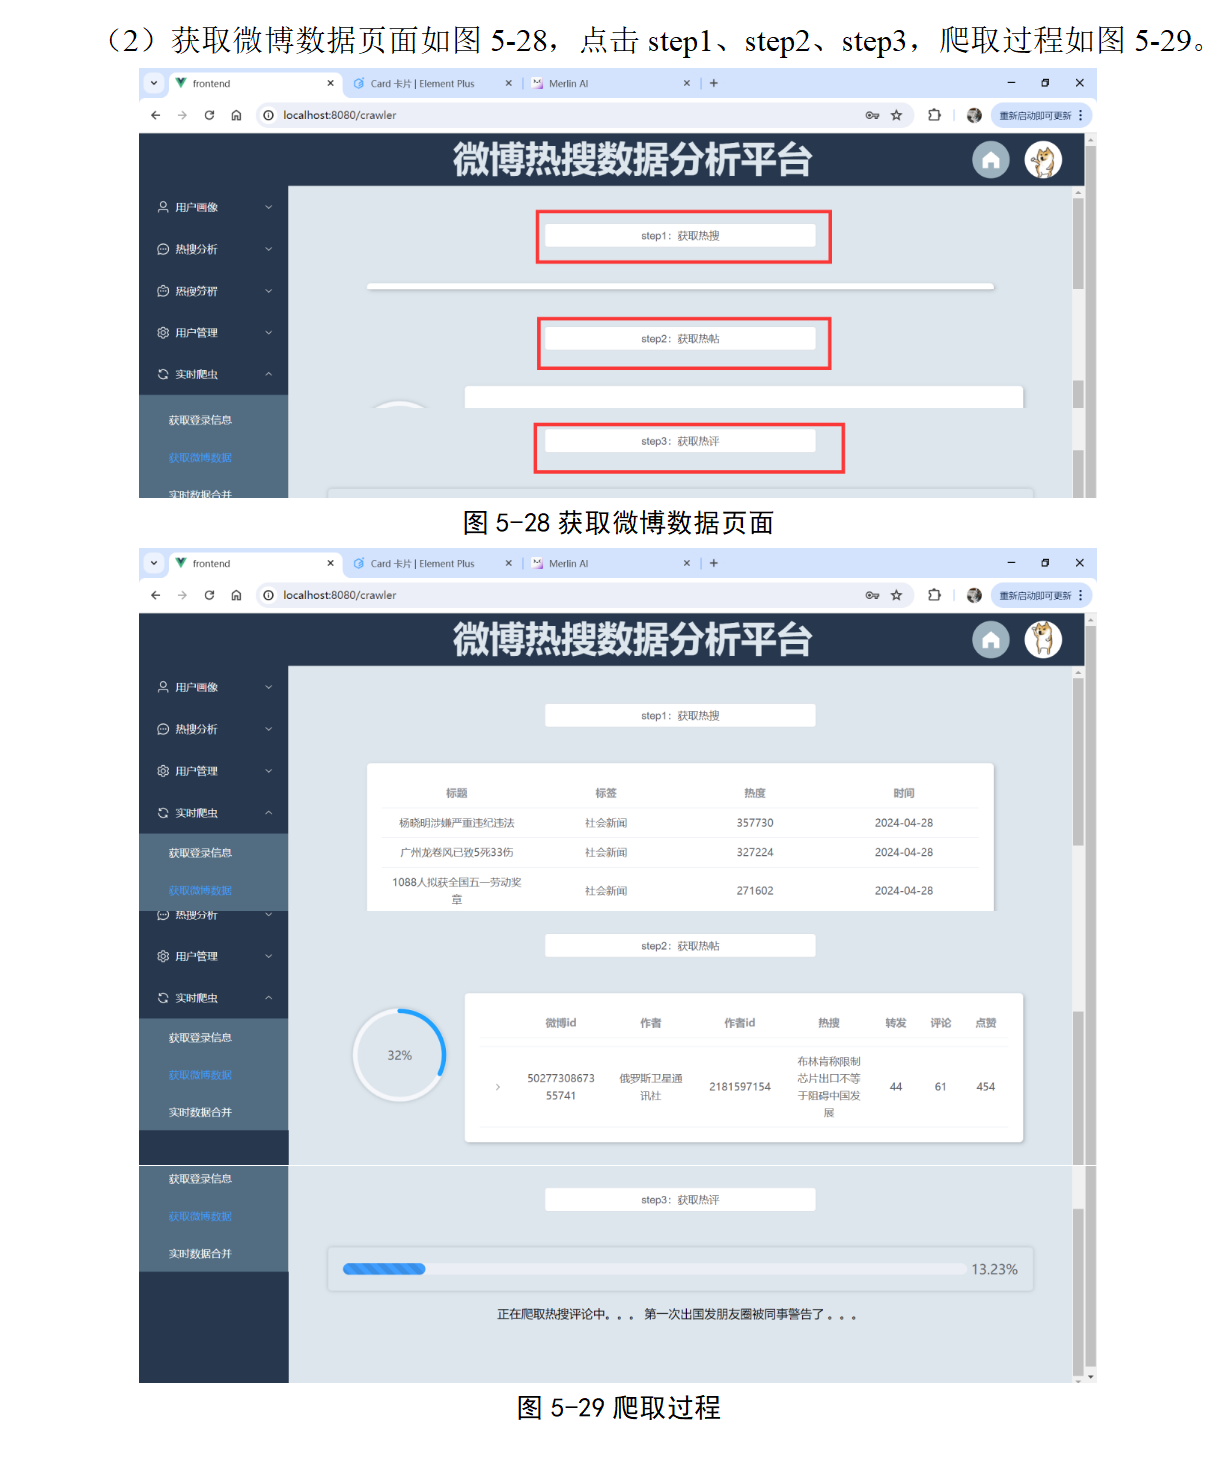 （2）获取微博数据页面如图 5-28，点击 step1、step2、step3，爬取过程如图 5-29。
frontend
Card 卡片 | Element Plus
Merlin AI
localhost:8080/crawler
重新启动即可更新
微博热搜数据分析平台
用户画像
step1：获取热搜
热搜分析
热搜分析
用户管理
step2：获取热帖
实时爬虫
获取登录信息
step3：获取热评
获取微博数据
实时数据合并
图 5-28 获取微博数据页面
frontend
Card 卡片 | Element Plus
Merlin AI
localhost:8080/crawler
重新启动即可更新
微博热搜数据分析平台
用户画像
热搜分析
用户管理
实时爬虫
获取登录信息
获取微博数据
step1：获取热搜
标题 标签 热度 时间
杨晓明涉嫌严重违纪违法 社会新闻 357730 2024-04-28
广州龙卷风已致5死33伤 社会新闻 327224 2024-04-28
1088人拟获全国五一劳动奖
章 社会新闻 271602 2024-04-28
热搜分析
用户管理
实时爬虫
获取登录信息
获取微博数据
实时数据合并
step2：获取热帖
32%
微博id 作者 作者id 热搜 转发 评论 点赞
50277308673
55741
俄罗斯卫星通
讯社
2181597154
布林肯称限制
芯片出口不等
于阻碍中国发
展
44 61 454
获取登录信息
获取微博数据
实时数据合并
step3：获取热评
13.23%
正在爬取热搜评论中。。。 第一次出国发朋友圈被同事警告了 。。。
图 5-29 爬取过程